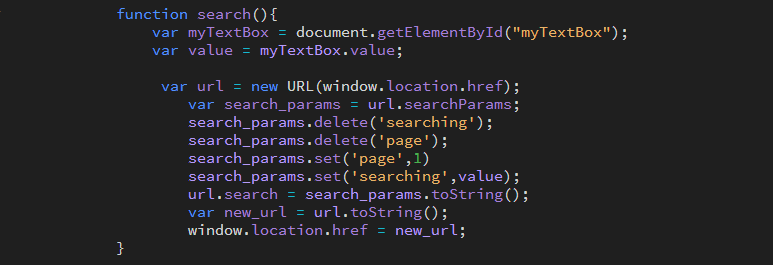 function search(){
var myTextBox = document.getElementById("myTextBox");
var value = myTextBox.value;
var url = new URL(window.location.href);
var search_params = url.searchParams;
search_params.delete('searching');
search_params.delete('page');
search_params.set('page',1)
search_params.set('searching',value);
url.search = search_params.toString();
var new_url = url.toString();
window.location.href = new_url;
}